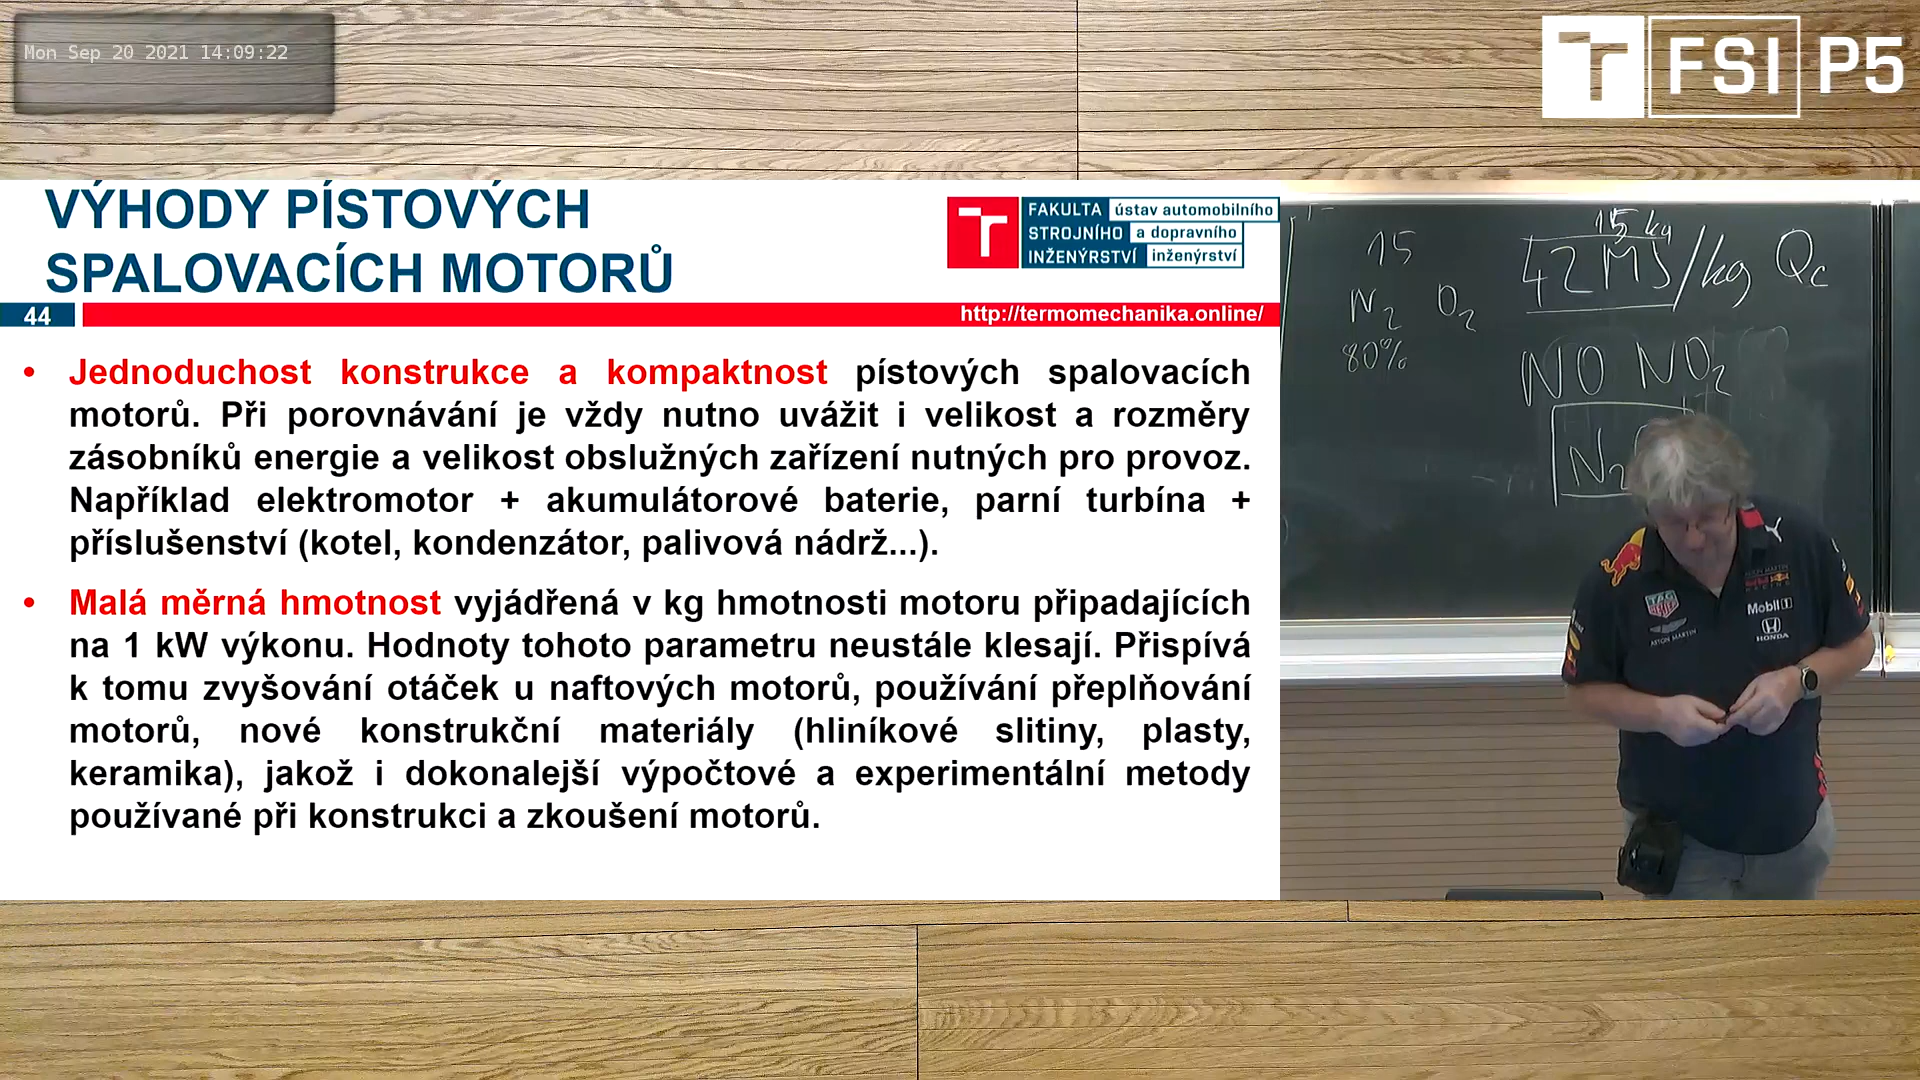 Mon Sep 20 2021 14:09:22
FSI P5
VÝHODY PÍSTOVÝCH
SPALOVACÍCH MOTORŮ
FAKULTA ústav automobilního
STROJNÍHO a dopravního
INŽENÝRSTVÍ inženýrství
44
http://termomechanika.online/
• Jednoduchost konstrukce a kompaktnost pístových spalovacích
motorů. Při porovnávání je vždy nutno uvážit i velikost a rozměry
zásobníků energie a velikost obslužných zařízení nutných pro provoz.
Například elektromotor + akumulátorové baterie, parní turbína +
příslušenství (kotel, kondenzátor, palivová nádrž...).
• Malá měrná hmotnost vyjádřená v kg hmotnosti motoru připadajících
na 1 kW výkonu. Hodnoty tohoto parametru neustále klesají. Přispívá
k tomu zvyšování otáček u naftových motorů, používání přeplňování
motorů, nové konstrukční materiály (hliníkové slitiny, plasty,
keramika), jakož i dokonalejší výpočtové a experimentální metody
používané při konstrukci a zkoušení motorů.
15
N2 O2
80%
15 kg
42 MJ/kg Qc
NO NO2
N2
TAG
ASTON MARTIN
Mobil 1
HONDA